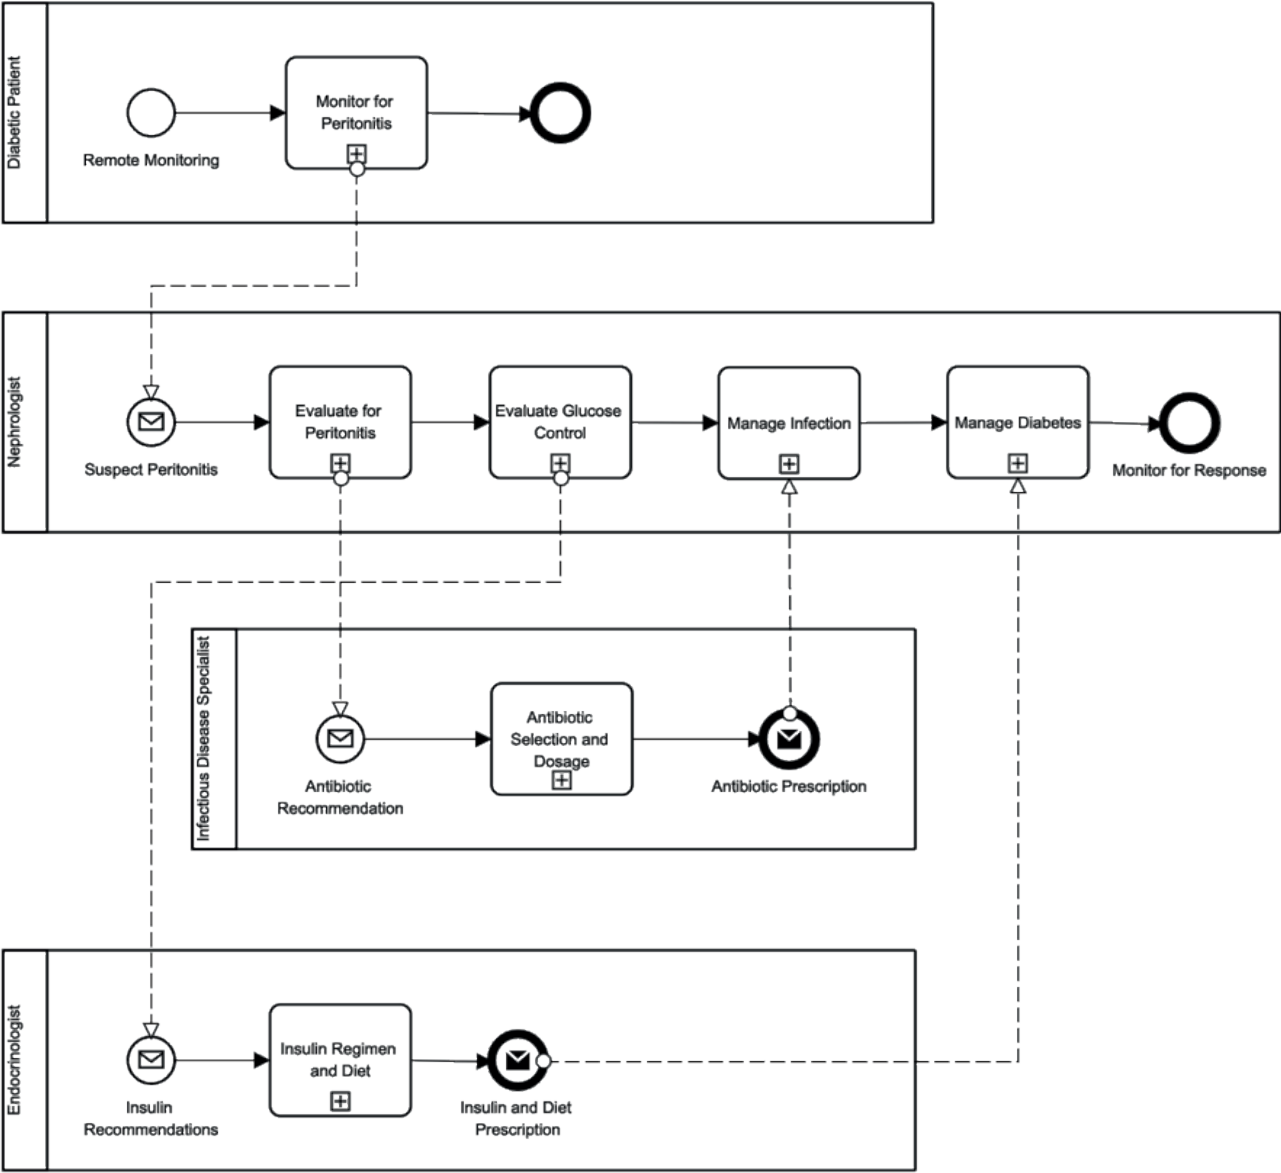 Diabetic Patient
Monitor for
Peritonitis
Remote Monitoring
Nephrologist
Evaluate for
Peritonitis
Evaluate Glucose
Control
Manage Infection
Manage Diabetes
Suspect Peritonitis
Monitor for Response
Infectious Disease Specialist
Antibiotic
Selection and
Dosage
Antibiotic
Recommendation
Antibiotic Prescription
Endocrinologist
Insulin Regimen
and Diet
Insulin
Recommendations
Insulin and Diet
Prescription